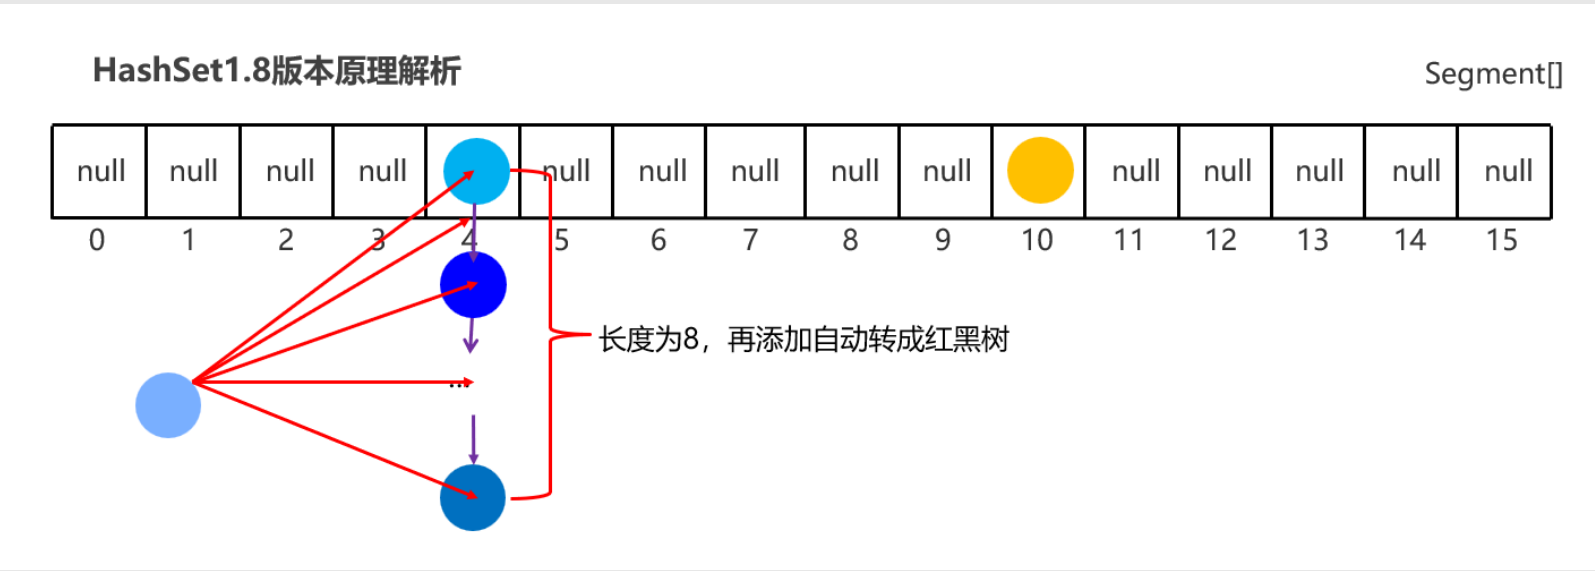 HashSet1.8版本原理解析
Segment[]
null null null null null null null null null null null null null null
0 1 2 3 4 5 6 7 8 9 10 11 12 13 14 15
长度为8，再添加自动转成红黑树
...